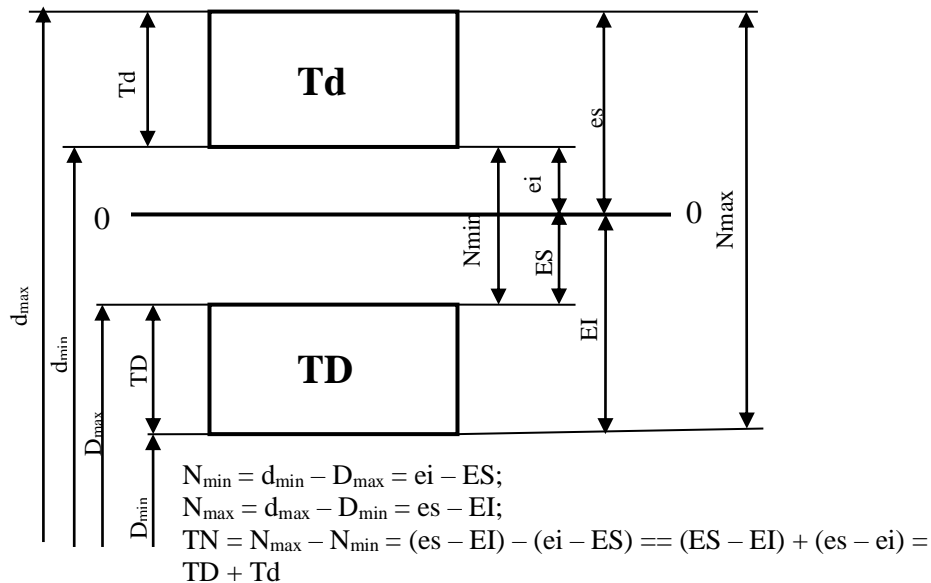 Td
Td
es
ei
0
0
Nmin
ES
Nmax
EI
dmax
dmin
Dmax
TD
TD
Dmin
Nmin = dmin – Dmax = ei – ES;
Nmax = dmax – Dmin = es – EI;
TN = Nmax – Nmin = (es – EI) – (ei – ES) == (ES – EI) + (es – ei) =
TD + Td